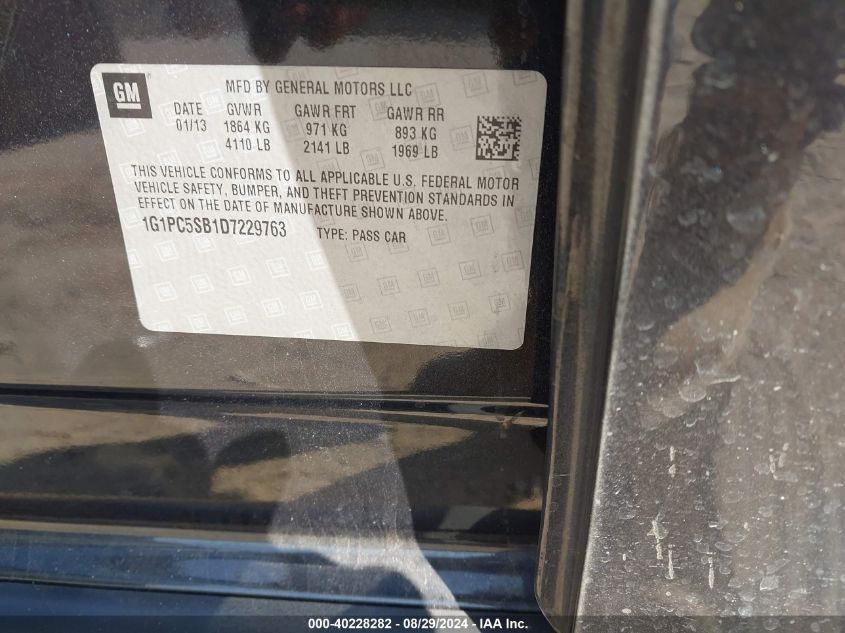 GM
MFD BY GENERAL MOTORS LLC
DATE GVWR GAWR FRT GAWR RR
01/13 1864 KG 971 KG 893 KG
4110 LB 2141 LB 1969 LB
THIS VEHICLE CONFORMS TO ALL APPLICABLE U.S. FEDERAL MOTOR
VEHICLE SAFETY, BUMPER, AND THEFT PREVENTION STANDARDS IN
EFFECT ON THE DATE OF MANUFACTURE SHOWN ABOVE.
1G1PC5SB1D7229763 TYPE: PASS CAR
000-40228282 - 08/29/2024 - IAA Inc.